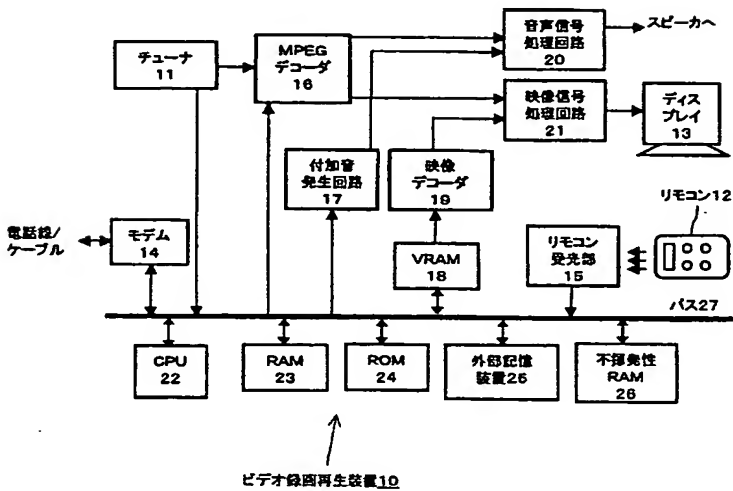 チューナ
11
MPEG
デコーダ
16
音声信号
処理回路
20
スピーカへ
映像信号
処理回路
21
ディス
プレイ
13
付加音
発生回路
17
映像
デコーダ
19
リモコン12
電話線/
ケーブル
モデム
14
VRAM
18
リモコン
受光部
15
バス27
CPU
22
RAM
23
ROM
24
外部記憶
装置25
不揮発性
RAM
26
ビデオ録画再生装置10